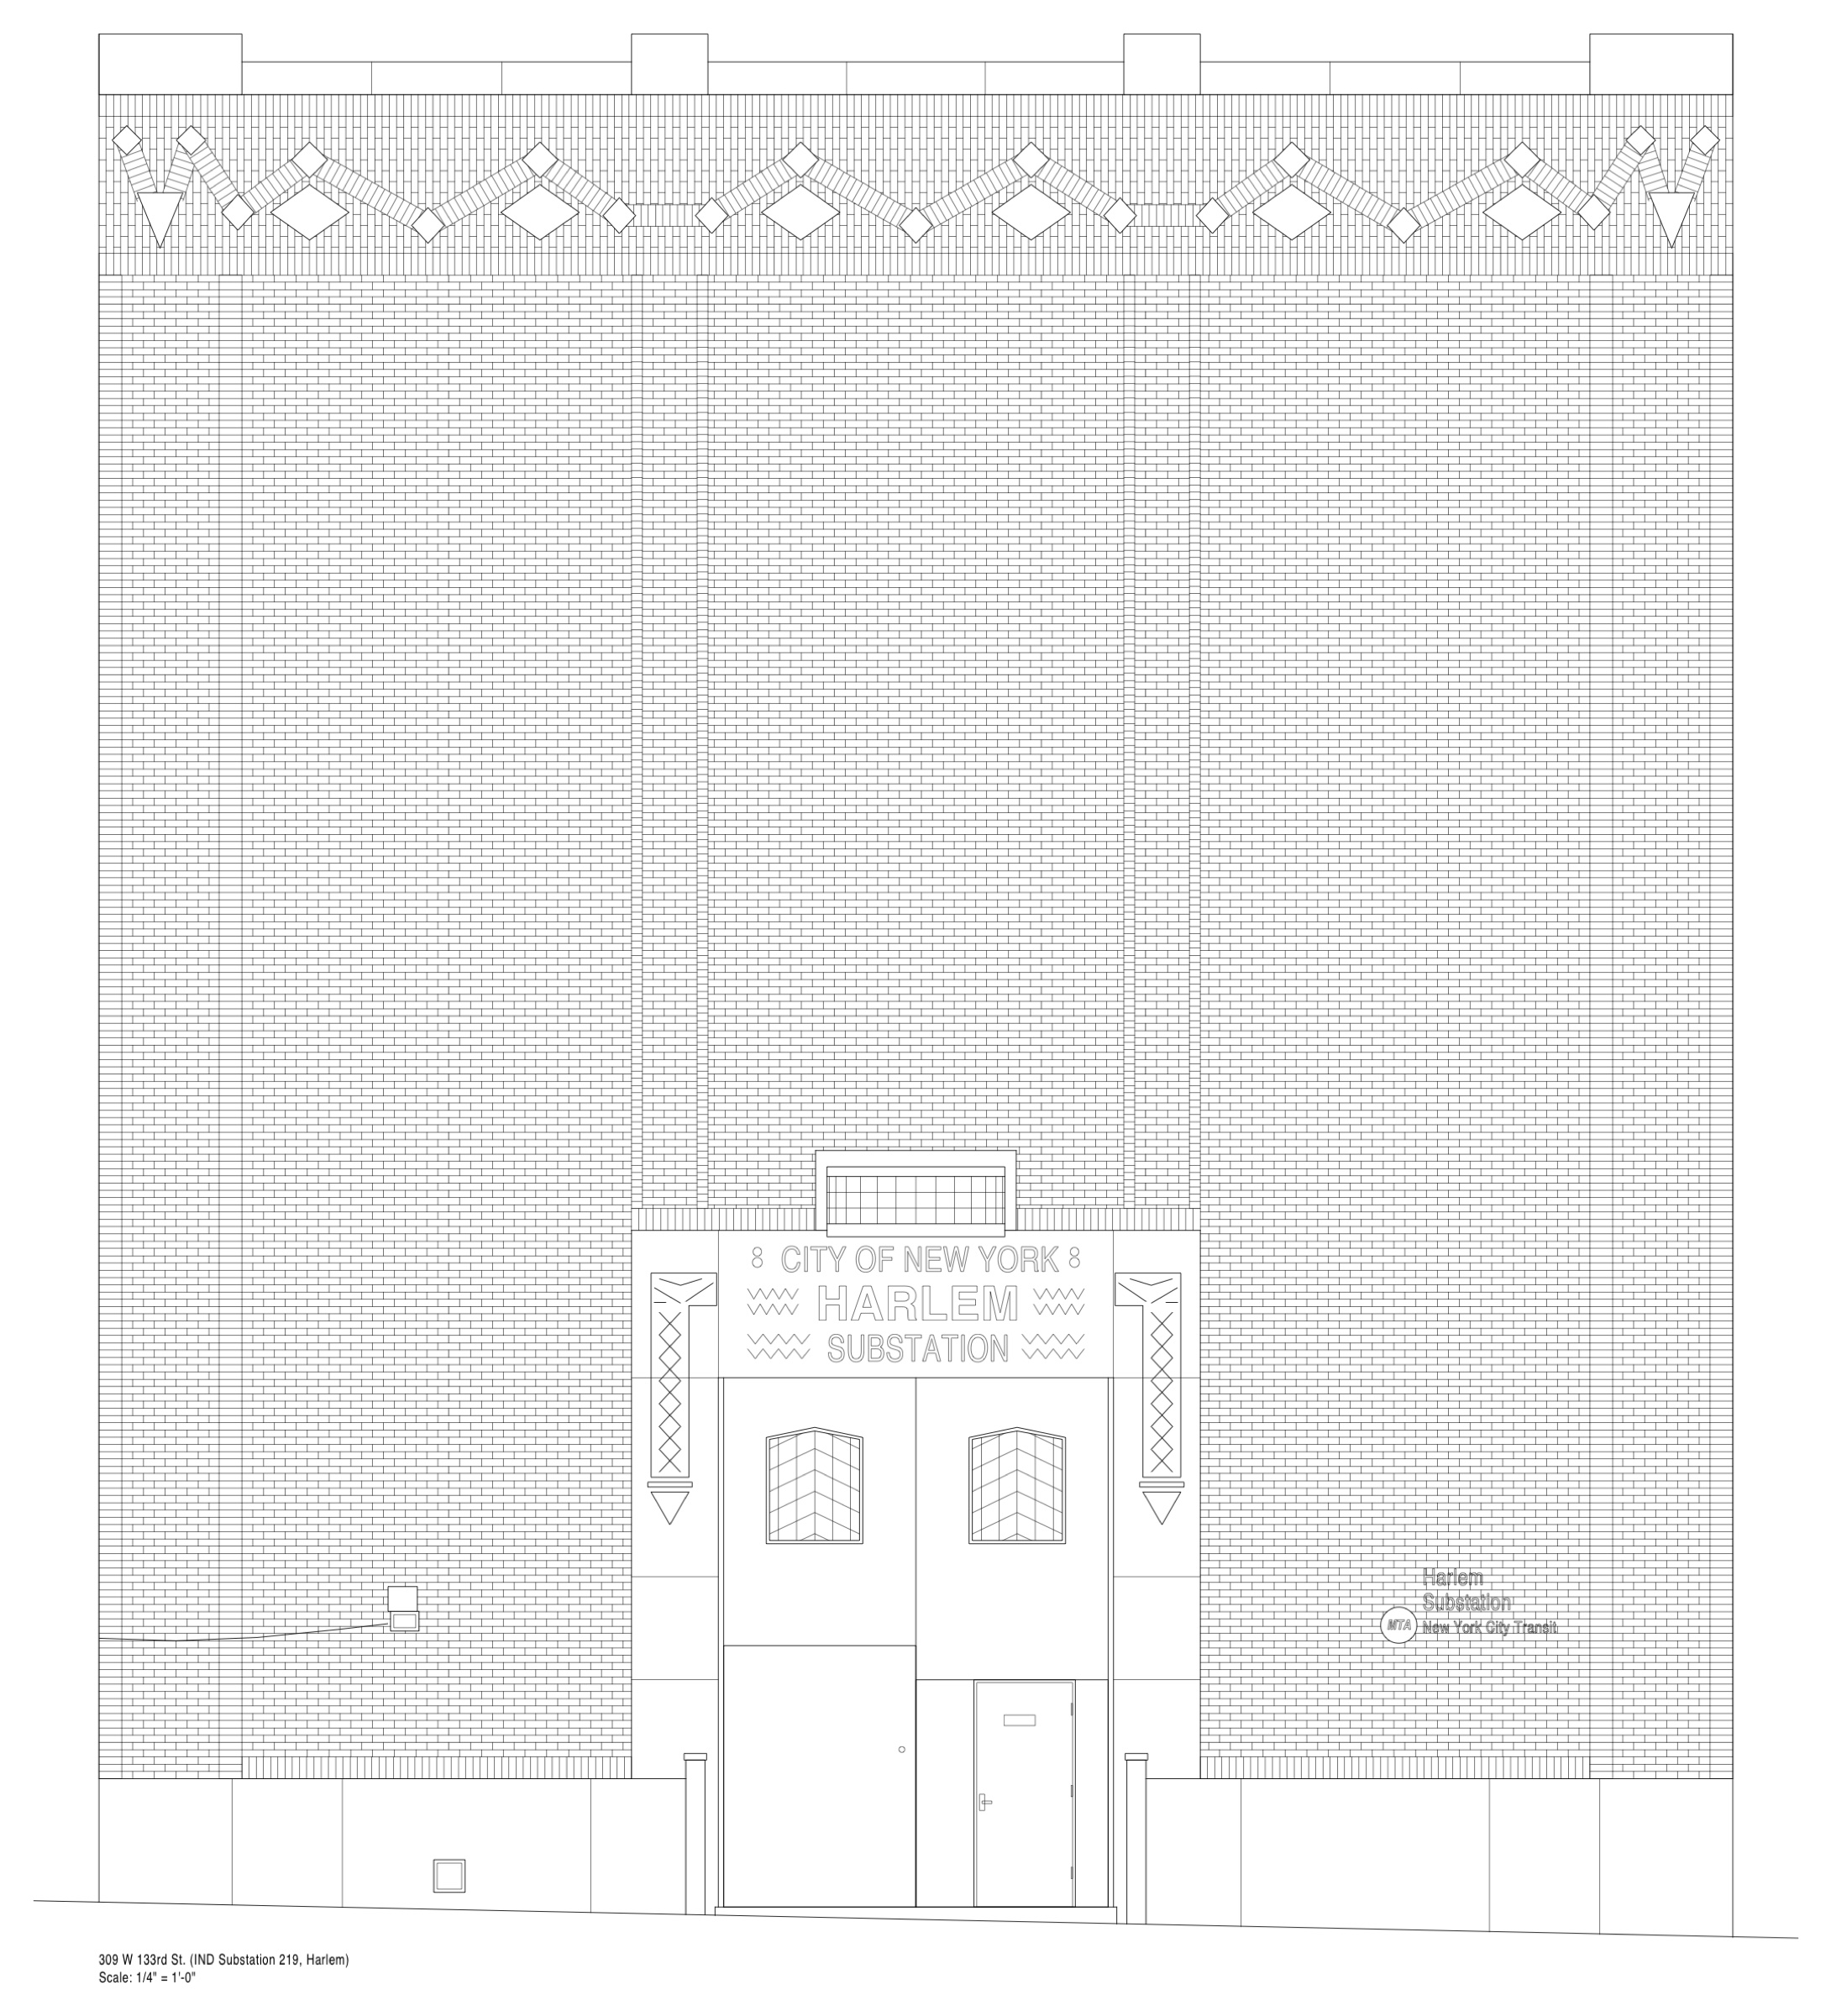 CITY OF NEW YORK
HARLEM
SUBSTATION
Harlem
Substation
MTA New York City Transit
309 W 133rd St. (IND Substation 219, Harlem)
Scale: 1/4" = 1'-0"